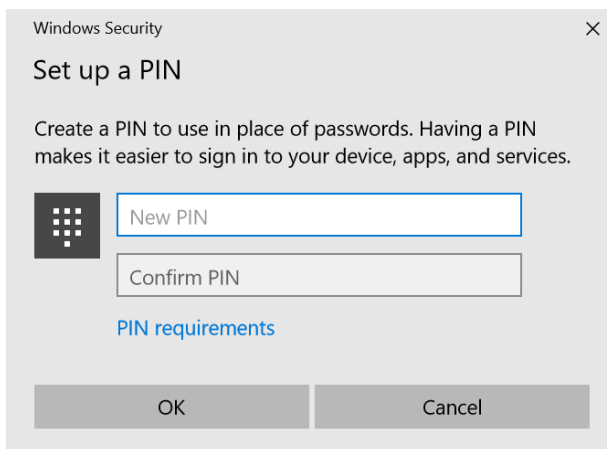 Windows Security
Set up a PIN
Create a PIN to use in place of passwords. Having a PIN
makes it easier to sign in to your device, apps, and services.
New PIN
Confirm PIN
PIN requirements
OK
Cancel